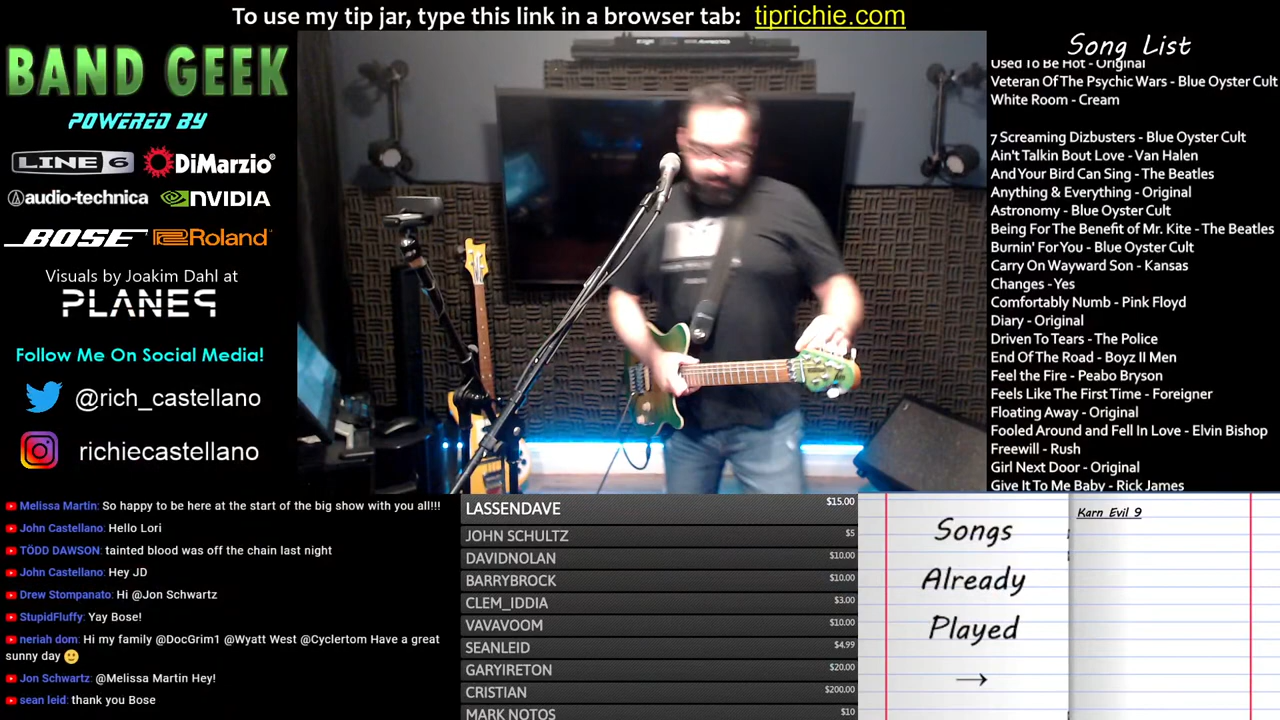 To use my tip jar, type this link in a browser tab: tiprichie.com
BAND GEEK
POWERED BY
LINE 6
DiMarzio®
audio-technica
NVIDIA
BOSE
Roland
Visuals by Joakim Dahl at
PLANE9
Follow Me On Social Media!
@rich_castellano
richiecastellano
Song List
Used To Be Hot - Original
Veteran Of The Psychic Wars - Blue Oyster Cult
White Room - Cream
7 Screaming Dizbusters - Blue Oyster Cult
Ain't Talkin Bout Love - Van Halen
And Your Bird Can Sing - The Beatles
Anything & Everything - Original
Astronomy - Blue Oyster Cult
Being For The Benefit of Mr. Kite - The Beatles
Burnin' For You - Blue Oyster Cult
Carry On Wayward Son - Kansas
Changes - Yes
Comfortably Numb - Pink Floyd
Diary - Original
Driven To Tears - The Police
End Of The Road - Boyz II Men
Feel the Fire - Peabo Bryson
Feels Like The First Time - Foreigner
Floating Away - Original
Fooled Around and Fell In Love - Elvin Bishop
Freewill - Rush
Girl Next Door - Original
Give It To Me Baby - Rick James
Melissa Martin: So happy to be here at the start of the big show with you all!!!
John Castellano: Hello Lori
TÖDD DAWSON: tainted blood was off the chain last night
John Castellano: Hey JD
Drew Stompanato: Hi @Jon Schwartz
StupidFluffy: Yay Bose!
neriah dom: Hi my family @DocGrim1 @Wyatt West @Cyclertom Have a great
sunny day 🙂
Jon Schwartz: @Melissa Martin Hey!
sean leid: thank you Bose
LASSENDAVE $15.00
JOHN SCHULTZ $5
DAVIDNOLAN $10.00
BARRYBROCK $10.00
CLEM_IDDIA $3.00
VAVAVOOM $10.00
SEANLEID $4.99
GARYIRETON $20.00
CRISTIAN $200.00
MARK NOTOS $10
Songs
Already
Played
→
Karn Evil 9